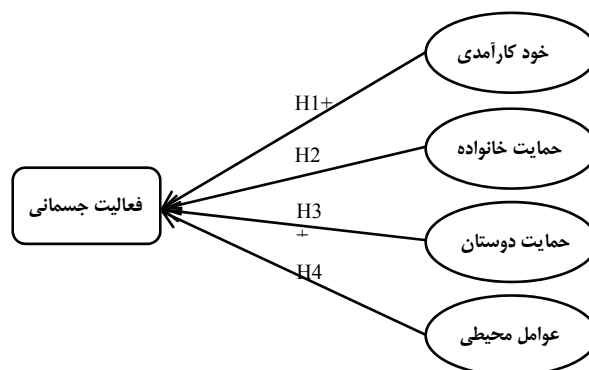 خود کارآمدی
H1+
حمایت خانواده
H2
فعالیت جسمانی
H3
+
حمایت دوستان
H4
عوامل محیطی